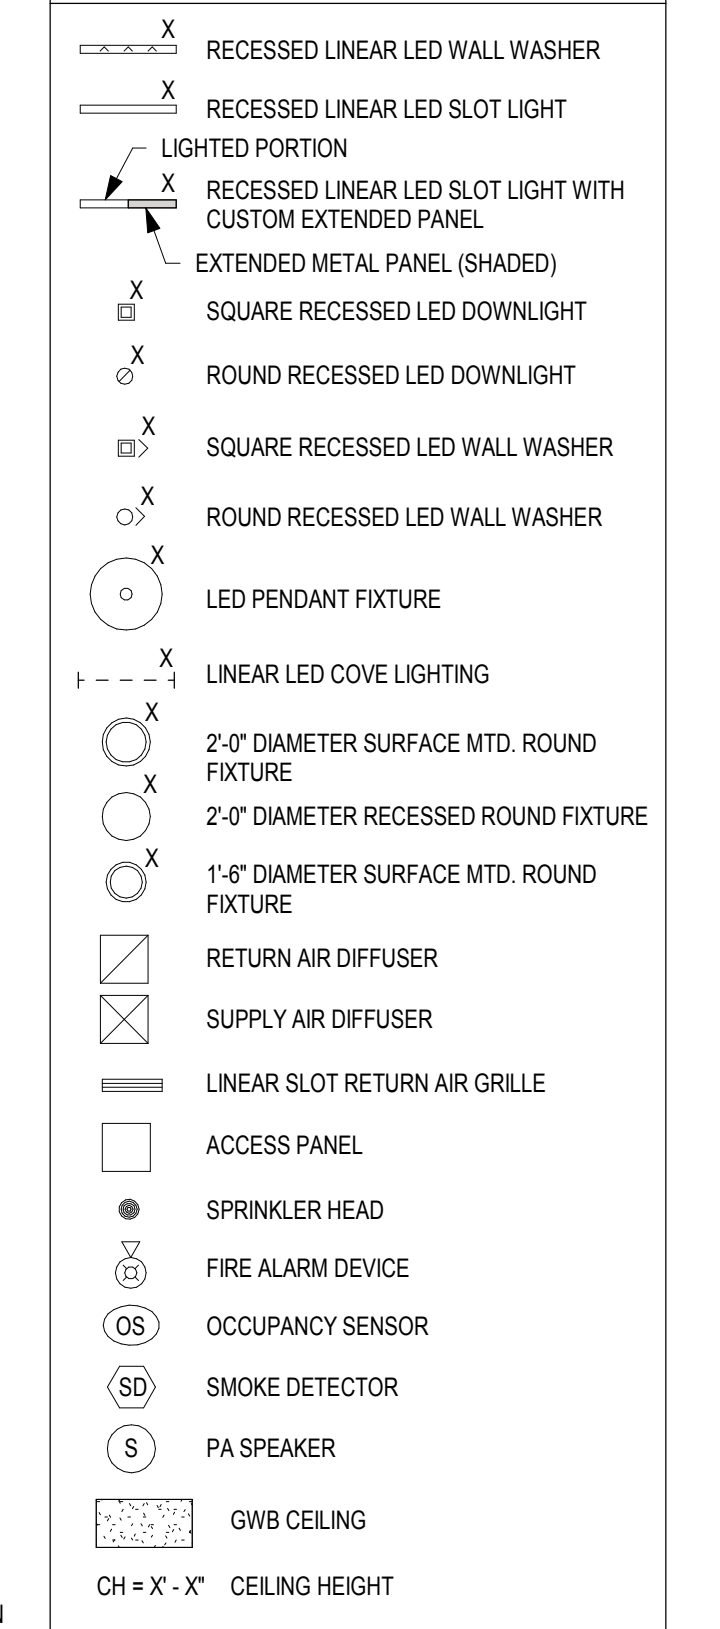 X
RECESSED LINEAR LED WALL WASHER
X
RECESSED LINEAR LED SLOT LIGHT
LIGHTED PORTION
X
RECESSED LINEAR LED SLOT LIGHT WITH
CUSTOM EXTENDED PANEL
EXTENDED METAL PANEL (SHADED)
X
SQUARE RECESSED LED DOWNLIGHT
X
ROUND RECESSED LED DOWNLIGHT
X
SQUARE RECESSED LED WALL WASHER
X
ROUND RECESSED LED WALL WASHER
X
LED PENDANT FIXTURE
X
LINEAR LED COVE LIGHTING
X
2'-0" DIAMETER SURFACE MTD. ROUND
FIXTURE
X
2'-0" DIAMETER RECESSED ROUND FIXTURE
X
1'-6" DIAMETER SURFACE MTD. ROUND
FIXTURE
RETURN AIR DIFFUSER
SUPPLY AIR DIFFUSER
LINEAR SLOT RETURN AIR GRILLE
ACCESS PANEL
SPRINKLER HEAD
FIRE ALARM DEVICE
OS OCCUPANCY SENSOR
SD SMOKE DETECTOR
S PA SPEAKER
GWB CEILING
CH = X' - X" CEILING HEIGHT